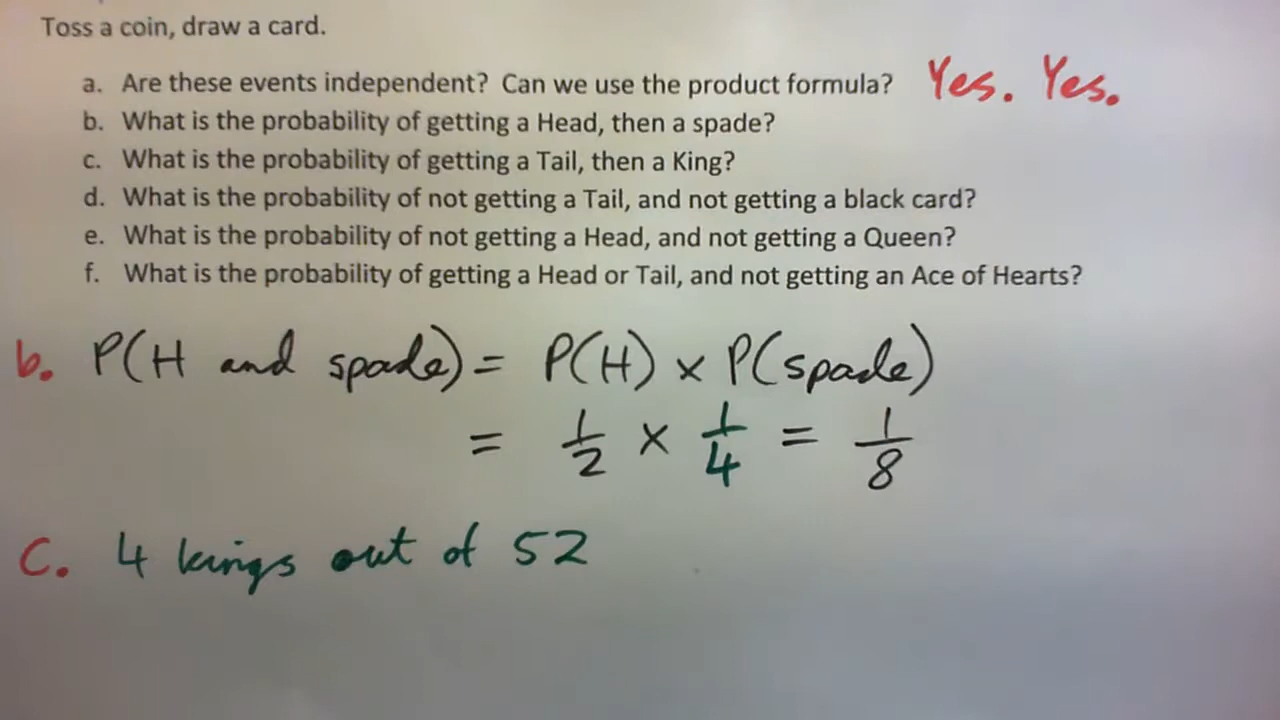 Toss a coin, draw a card.
a. Are these events independent? Can we use the product formula? Yes. Yes.
b. What is the probability of getting a Head, then a spade?
c. What is the probability of getting a Tail, then a King?
d. What is the probability of not getting a Tail, and not getting a black card?
e. What is the probability of not getting a Head, and not getting a Queen?
f. What is the probability of getting a Head or Tail, and not getting an Ace of Hearts?
b. P(H and spade) = P(H) × P(spade)
= 1/2 × 1/4 = 1/8
C. 4 kings out of 52